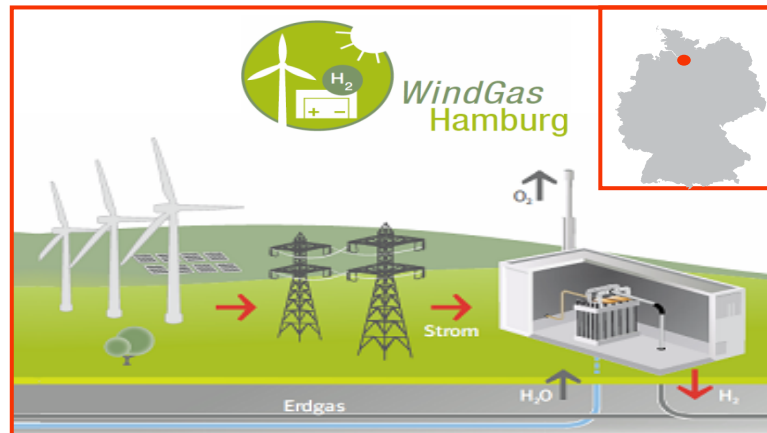 H₂
+ −
WindGas
Hamburg
O₂
Strom
H₂O
H₂
Erdgas